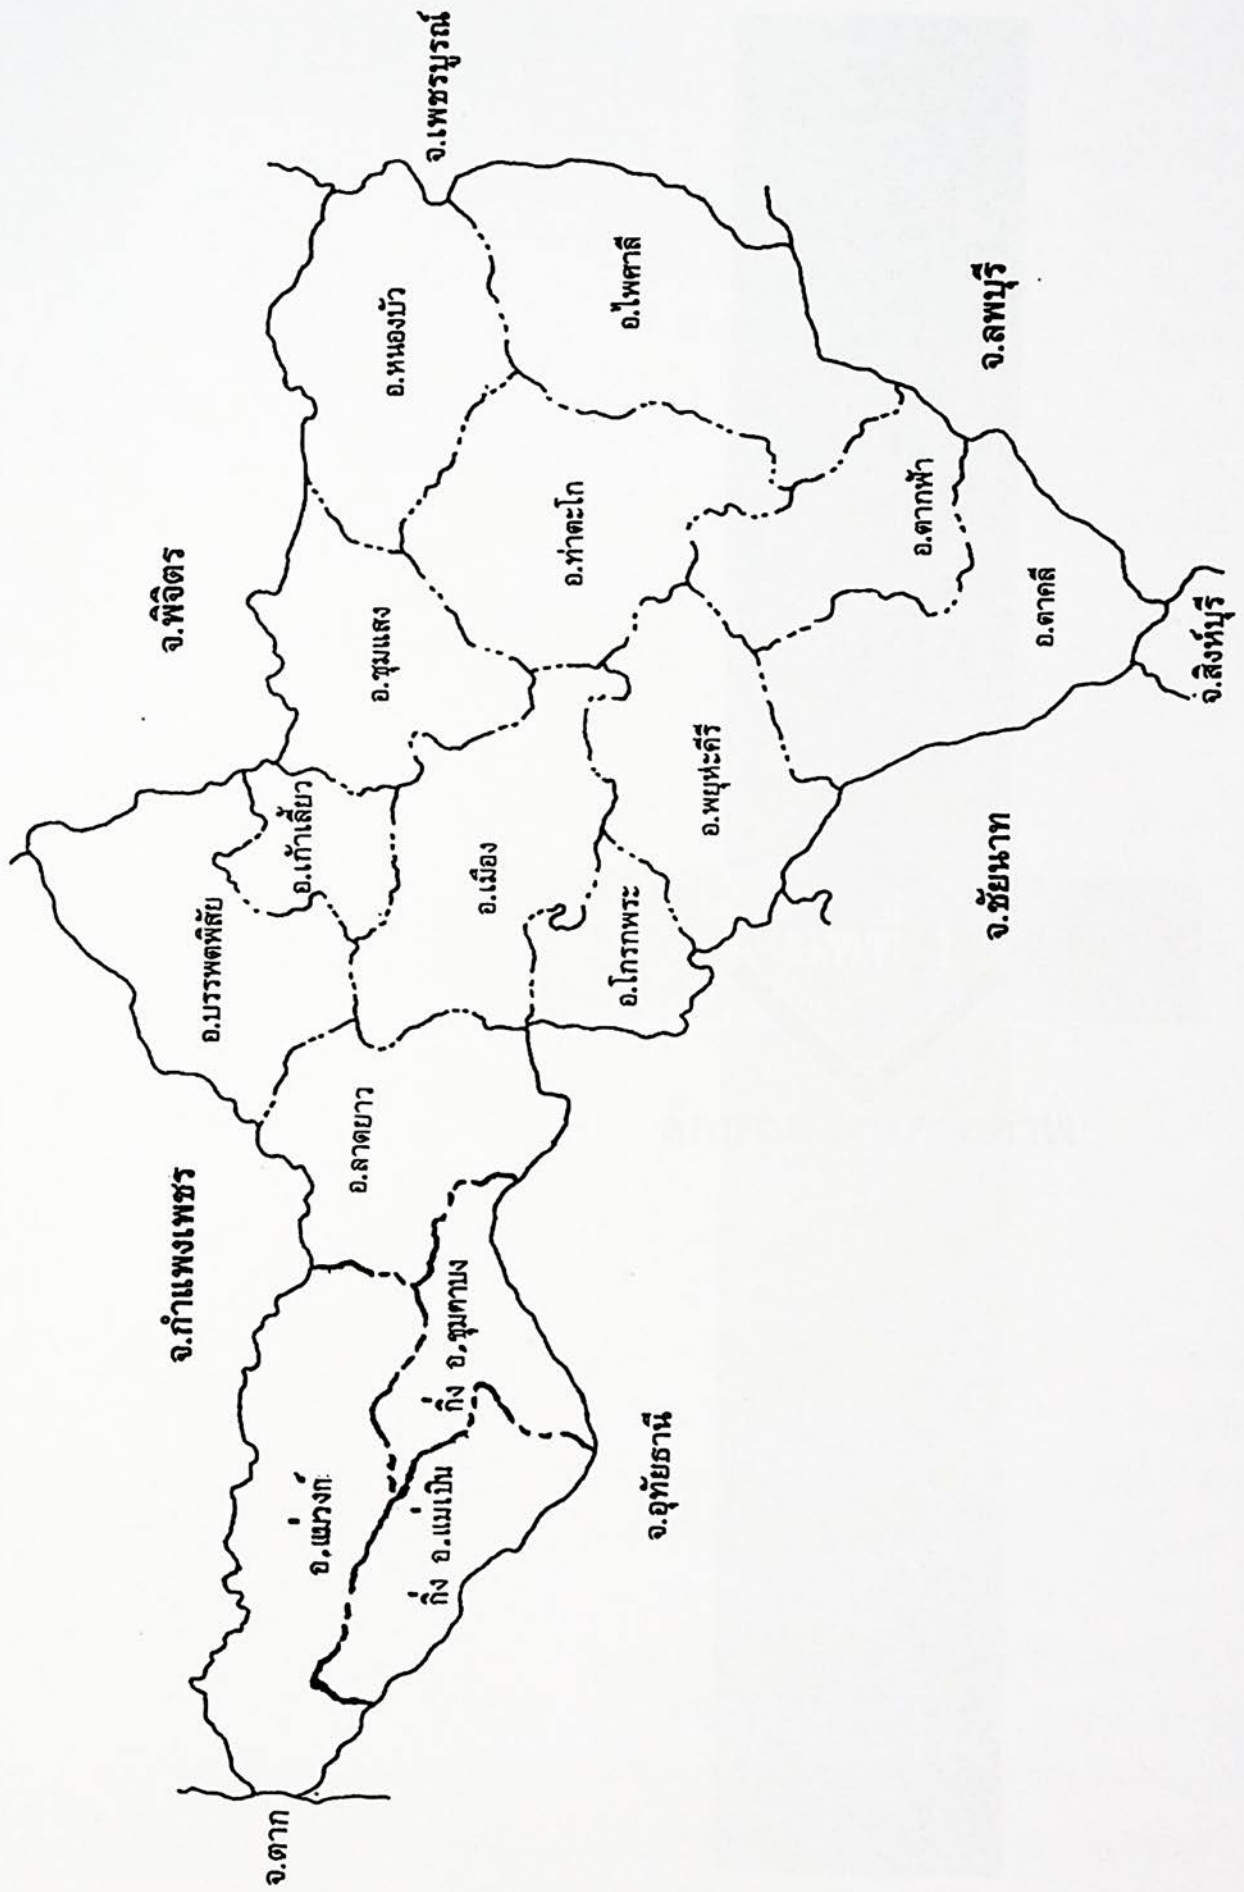 จ.กำแพงเพชร
จ.พิจิตร
อ.บรรพตพิสัย
จ.ตาก
อ.เก้าเลี้ยว
อ.แม่วงก์
อ.ลาดยาว
อ.ชุมแสง
อ.หนองบัว
จ.เพชรบูรณ์
กิ่ง อ.แม่เปิน
กิ่ง อ.ชุมตาบง
อ.เมือง
อ.ท่าตะโก
อ.โกรกพระ
อ.ไพศาลี
จ.อุทัยธานี
อ.พยุหะคีรี
อ.ตากฟ้า
จ.ชัยนาท
จ.ลพบุรี
อ.ตาคลี
จ.สิงห์บุรี